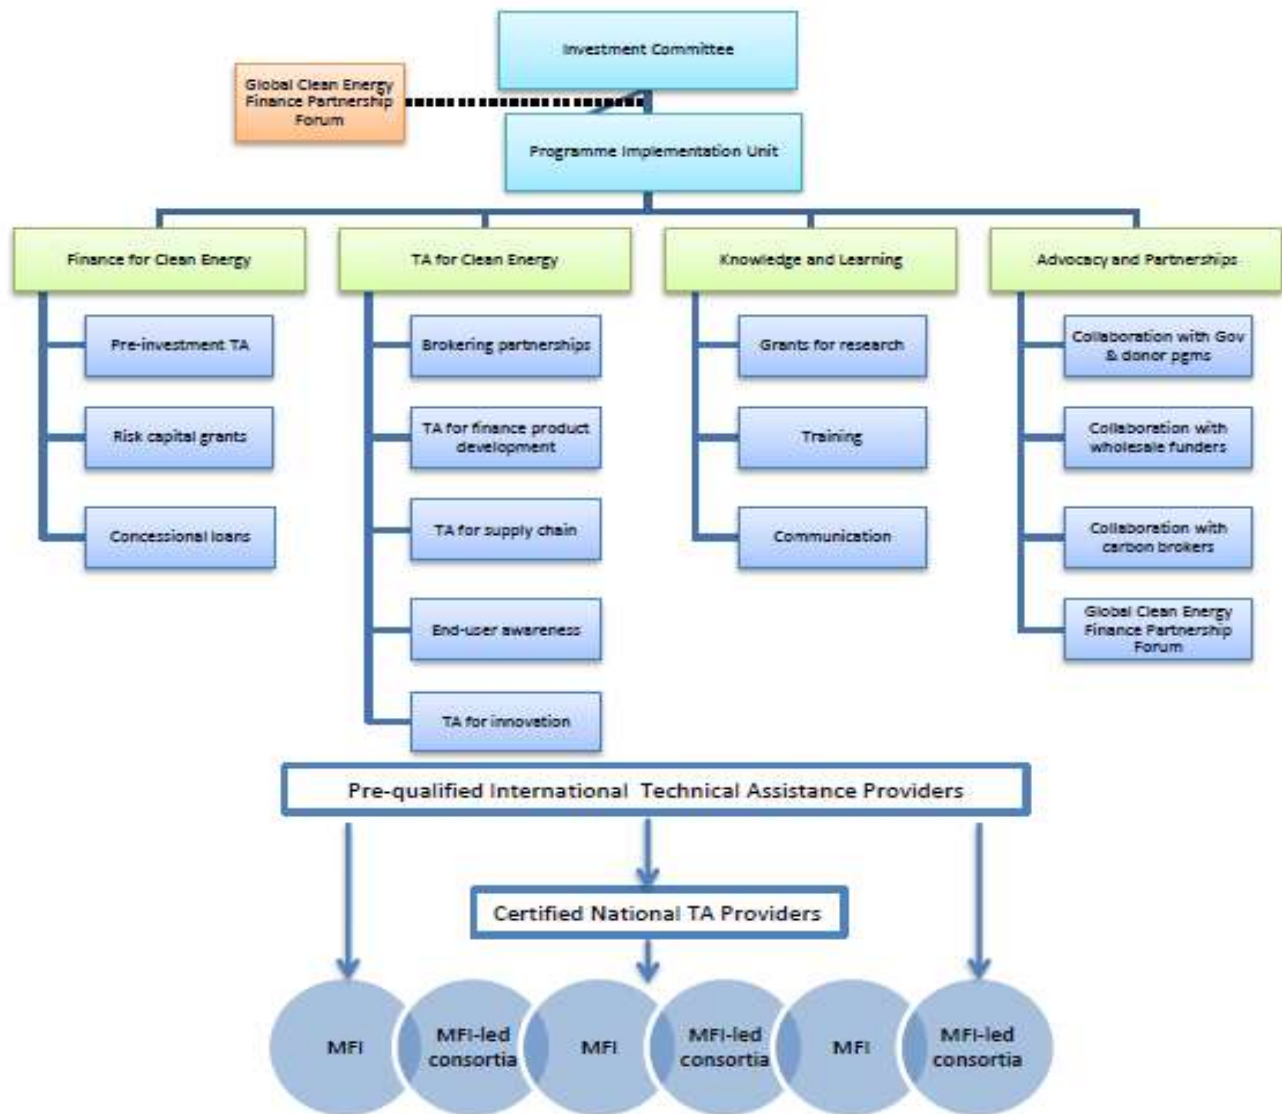 Investment Committee
Global Clean Energy
Finance Partnership
Forum
Programme Implementation Unit
Finance for Clean Energy
TA for Clean Energy
Knowledge and Learning
Advocacy and Partnerships
Pre-investment TA
Risk capital grants
Concessional loans
Brokering partnerships
TA for finance product
development
TA for supply chain
End-user awareness
TA for innovation
Grants for research
Training
Communication
Collaboration with Gov
& donor pgms
Collaboration with
wholesale funders
Collaboration with
carbon brokers
Global Clean Energy
Finance Partnership
Forum
Pre-qualified International Technical Assistance Providers
Certified National TA Providers
MFI
MFI-led
consortia
MFI
MFI-led
consortia
MFI
MFI-led
consortia